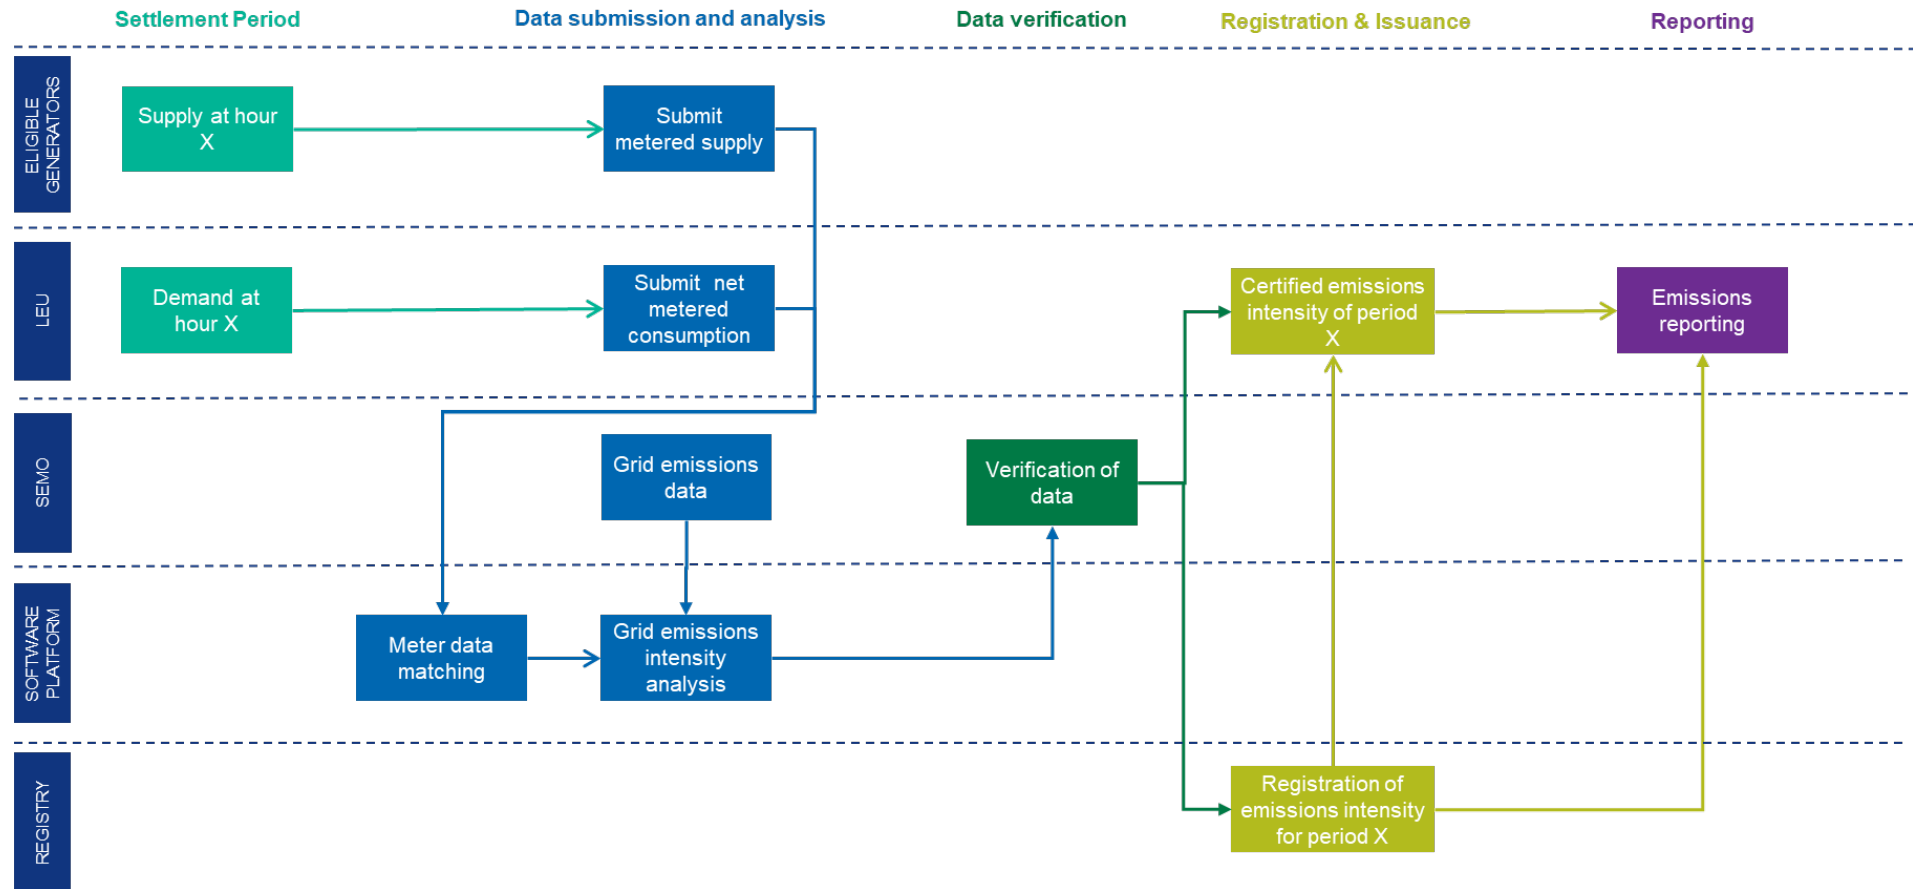 Settlement Period
Data submission and analysis
Data verification
Registration & Issuance
Reporting
ELIGIBLE
GENERATORS
Supply at hour
X
Submit
metered supply
LEU
Demand at
hour X
Submit net
metered
consumption
Certified emissions
intensity of period
X
Emissions
reporting
SEMO
Grid emissions
data
Verification of
data
SOFTWARE
PLATFORM
Meter data
matching
Grid emissions
intensity
analysis
REGISTRY
Registration of
emissions intensity
for period X